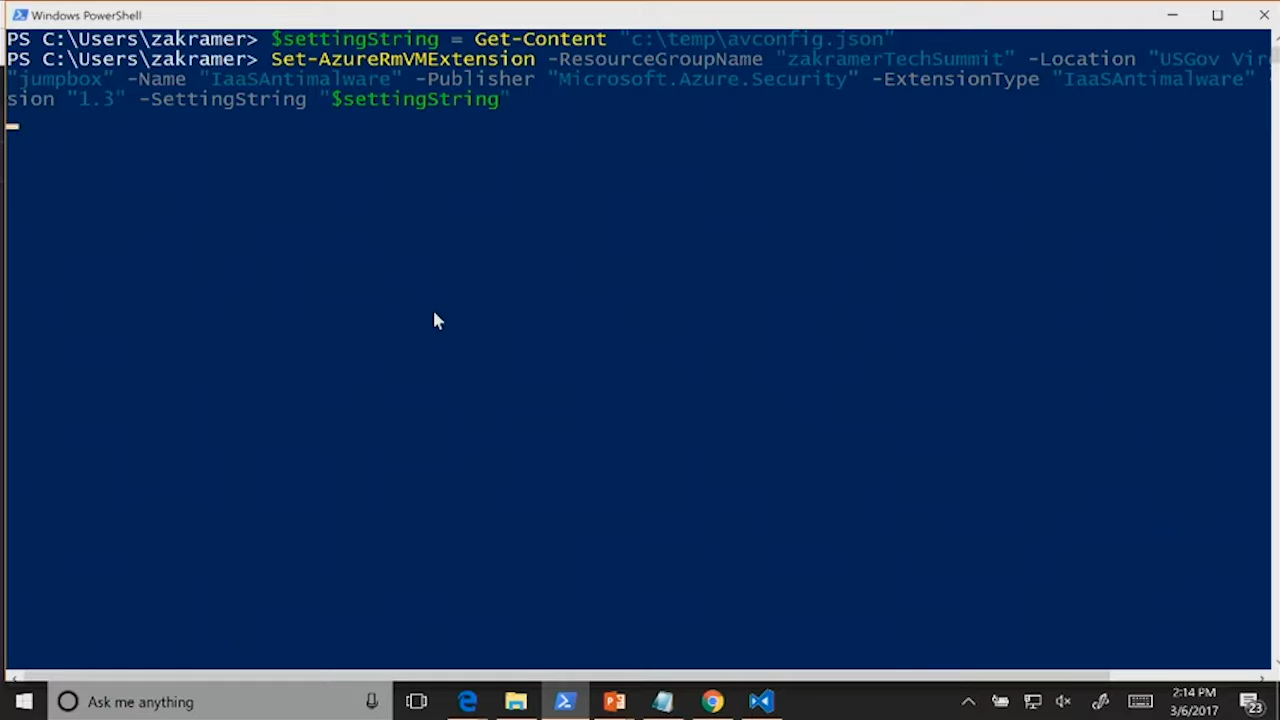 Windows PowerShell
PS C:\Users\zakramer> $settingString = Get-Content "c:\temp\avconfig.json"
PS C:\Users\zakramer> Set-AzureRmVMExtension -ResourceGroupName "zakramerTechSummit" -Location "USGov Virg
"jumpbox" -Name "IaaSAntimalware" -Publisher "Microsoft.Azure.Security" -ExtensionType "IaaSAntimalware"
sion "1.3" -SettingString "$settingString"
Ask me anything
2:14 PM
3/6/2017
23